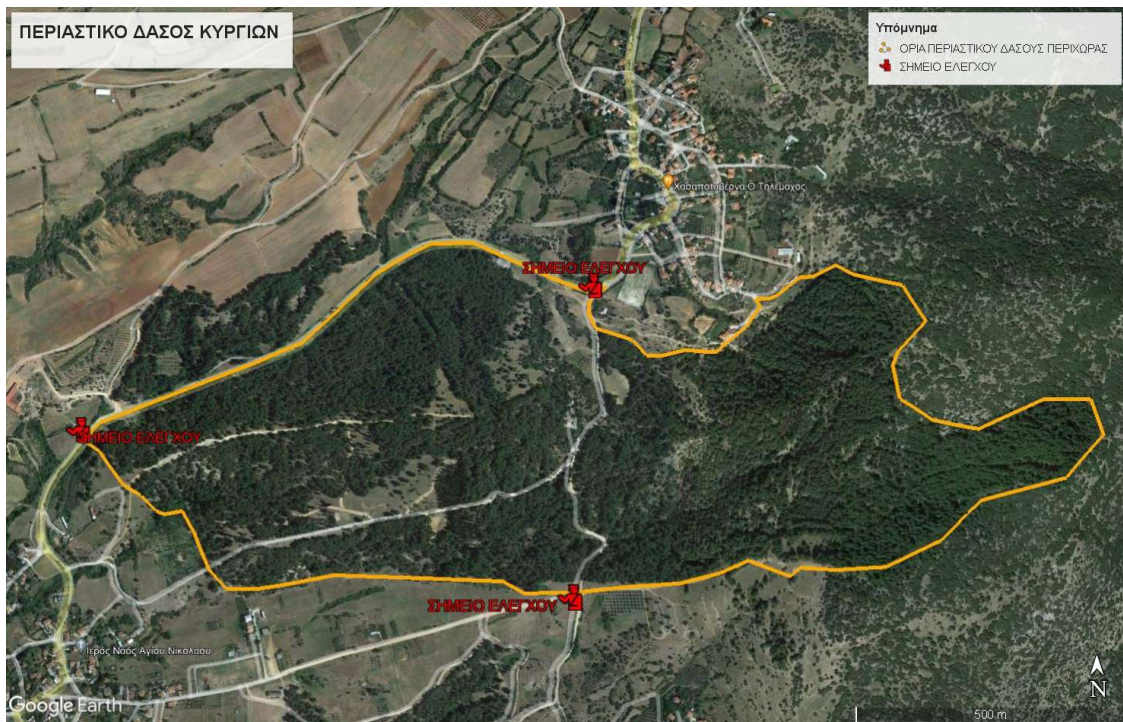 ΠΕΡΙΑΣΤΙΚΟ ΔΑΣΟΣ ΚΥΡΓΙΩΝ
Υπόμνημα
ΟΡΙΑ ΠΕΡΙΑΣΤΙΚΟΥ ΔΑΣΟΥΣ ΠΕΡΙΧΩΡΑΣ
ΣΗΜΕΙΟ ΕΛΕΓΧΟΥ
Χασαποταβέρνα Ο Τηλέμαχος
ΣΗΜΕΙΟ ΕΛΕΓΧΟΥ
ΣΗΜΕΙΟ ΕΛΕΓΧΟΥ
ΣΗΜΕΙΟ ΕΛΕΓΧΟΥ
Ιερός Ναός Αγίου Νικολάου
N
Google Earth
500 m